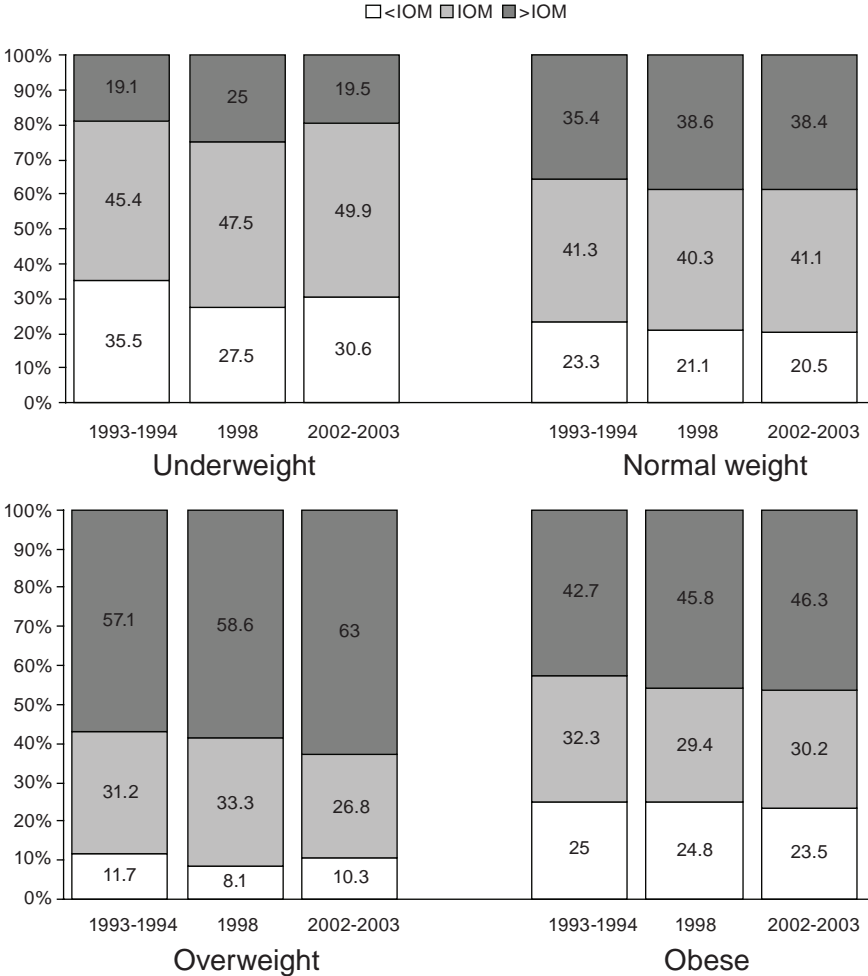 <IOM IOM >IOM
100% 19.1 25 19.5 35.4 38.6 38.4
90%
80%
70% 45.4 47.5 49.9 41.3 40.3 41.1
60%
50%
40%
30% 35.5 27.5 30.6 23.3 21.1 20.5
20%
10%
0%
1993-1994 1998 2002-2003 1993-1994 1998 2002-2003
Underweight Normal weight
100% 57.1 58.6 63 42.7 45.8 46.3
90%
80%
70%
60%
50% 31.2 33.3 26.8 32.3 29.4 30.2
40%
30%
20% 11.7 8.1 10.3 25 24.8 23.5
10%
0%
1993-1994 1998 2002-2003 1993-1994 1998 2002-2003
Overweight Obese